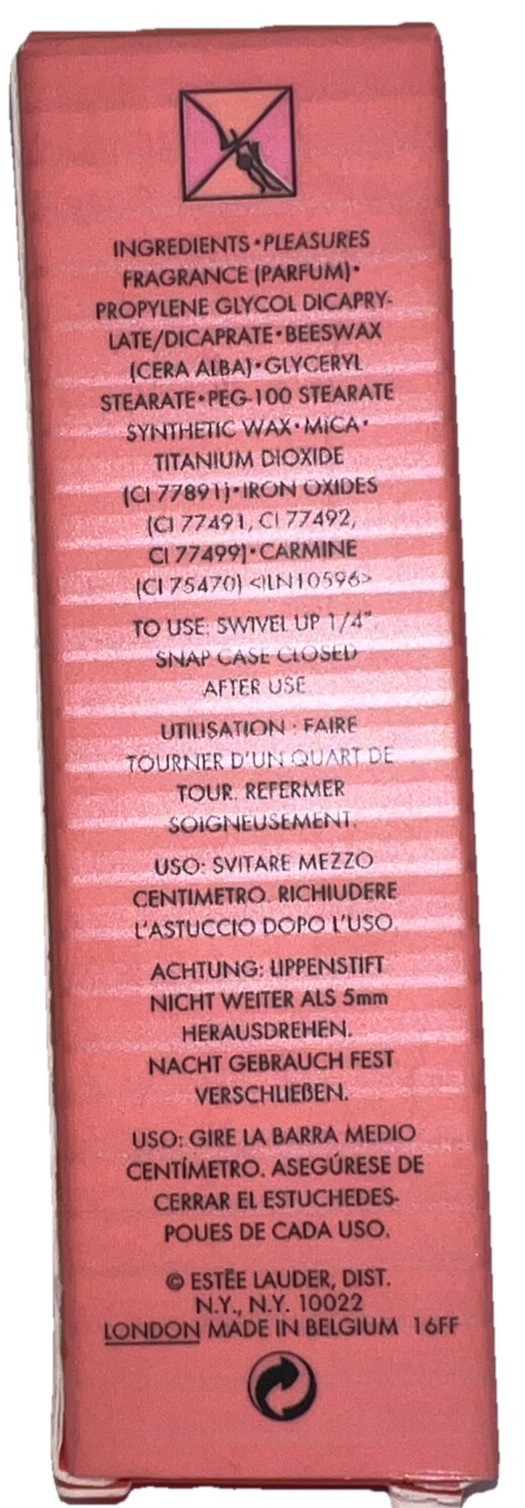 INGREDIENTS•PLEASURES
FRAGRANCE (PARFUM)•
PROPYLENE GLYCOL DICAPRY-
LATE/DICAPRATE•BEESWAX
(CERA ALBA)•GLYCERYL
STEARATE•PEG-100 STEARATE
SYNTHETIC WAX•MICA•
TITANIUM DIOXIDE
(CI 77891)•IRON OXIDES
(CI 77491, CI 77492,
CI 77499)•CARMINE
(CI 75470) <ILN10596>
TO USE: SWIVEL UP 1/4"
SNAP CASE CLOSED
AFTER USE
UTILISATION : FAIRE
TOURNER D'UN QUART DE
TOUR. REFERMER
SOIGNEUSEMENT.
USO: SVITARE MEZZO
CENTIMETRO. RICHIUDERE
L'ASTUCCIO DOPO L'USO.
ACHTUNG: LIPPENSTIFT
NICHT WEITER ALS 5mm
HERAUSDREHEN.
NACHT GEBRAUCH FEST
VERSCHLIEßEN.
USO: GIRE LA BARRA MEDIO
CENTÍMETRO. ASEGÚRESE DE
CERRAR EL ESTUCHEDES-
POUES DE CADA USO.
© ESTĒE LAUDER, DIST.
N.Y., N.Y. 10022
LONDON MADE IN BELGIUM 16FF